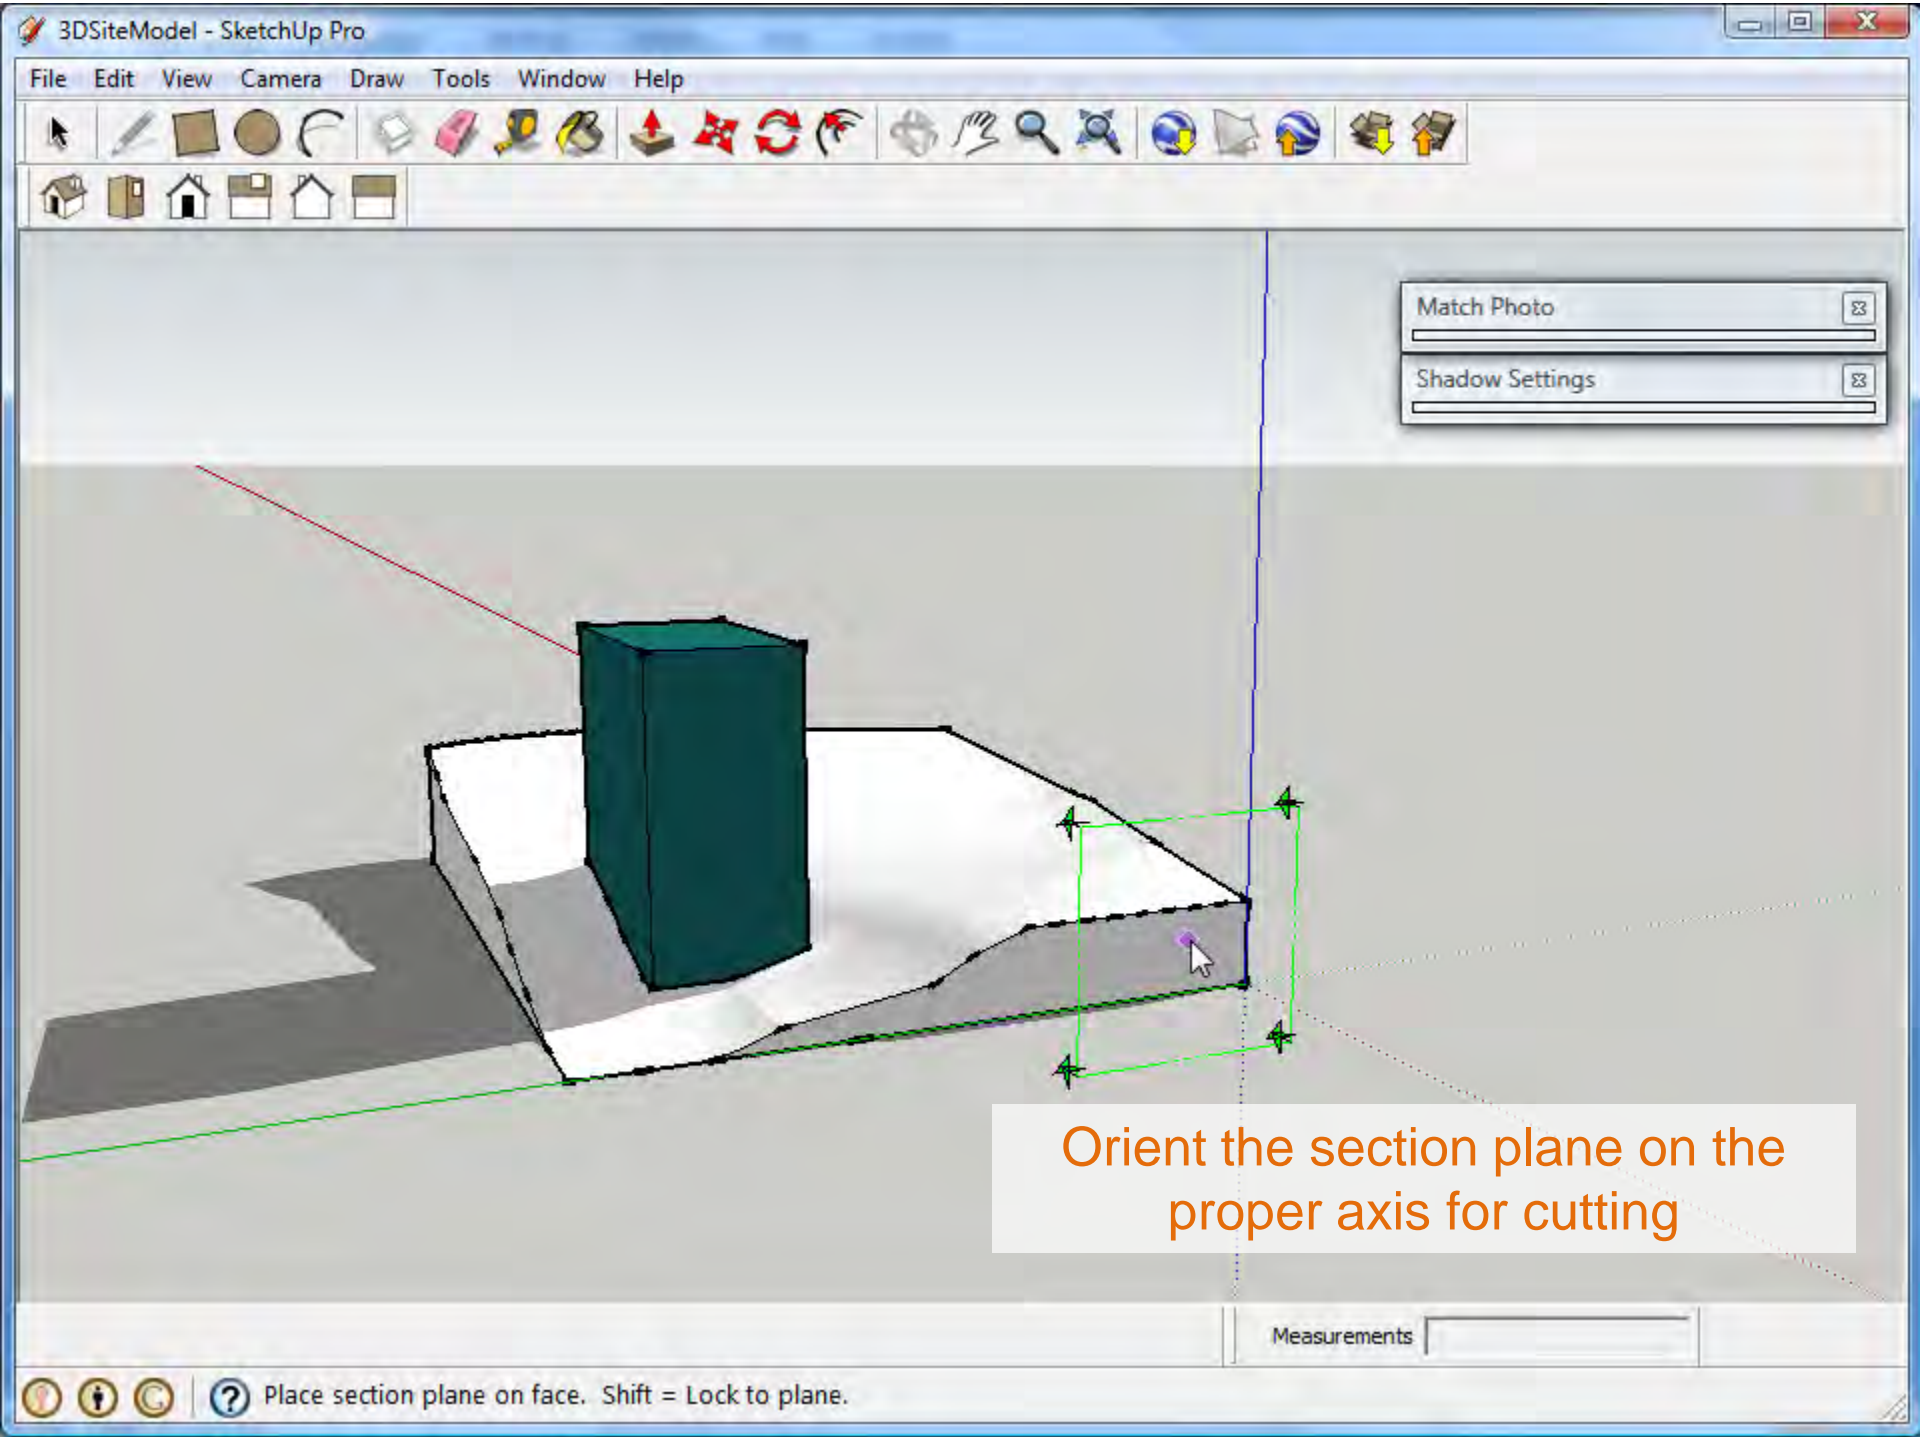 3DSiteModel - SketchUp Pro
File Edit View Camera Draw Tools Window Help
Match Photo
Shadow Settings
Orient the section plane on the
proper axis for cutting
Measurements
Place section plane on face. Shift = Lock to plane.